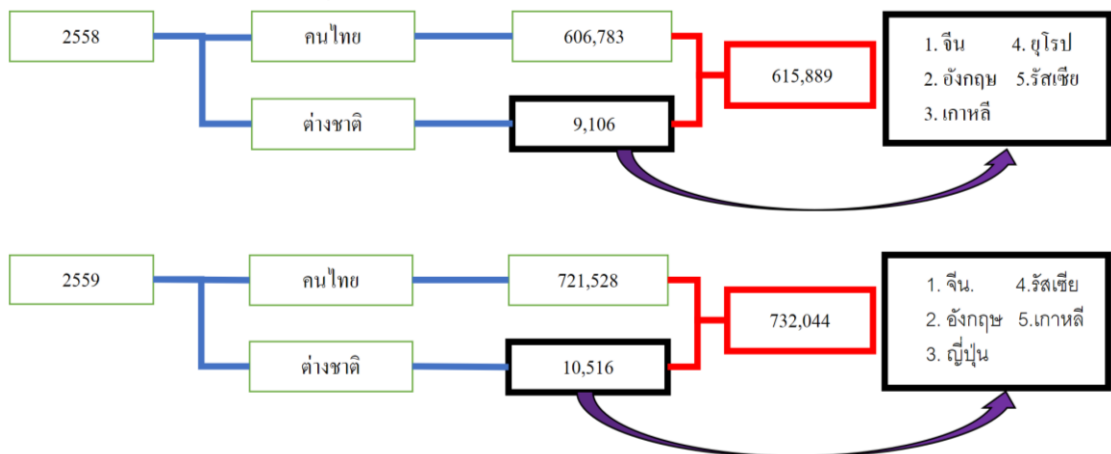 2558
คนไทย
606,783
ต่างชาติ
9,106
615,889
1. จีน 4. ยุโรป
2. อังกฤษ 5.รัสเซีย
3. เกาหลี
2559
คนไทย
721,528
ต่างชาติ
10,516
732,044
1. จีน. 4.รัสเซีย
2. อังกฤษ 5.เกาหลี
3. ญี่ปุ่น